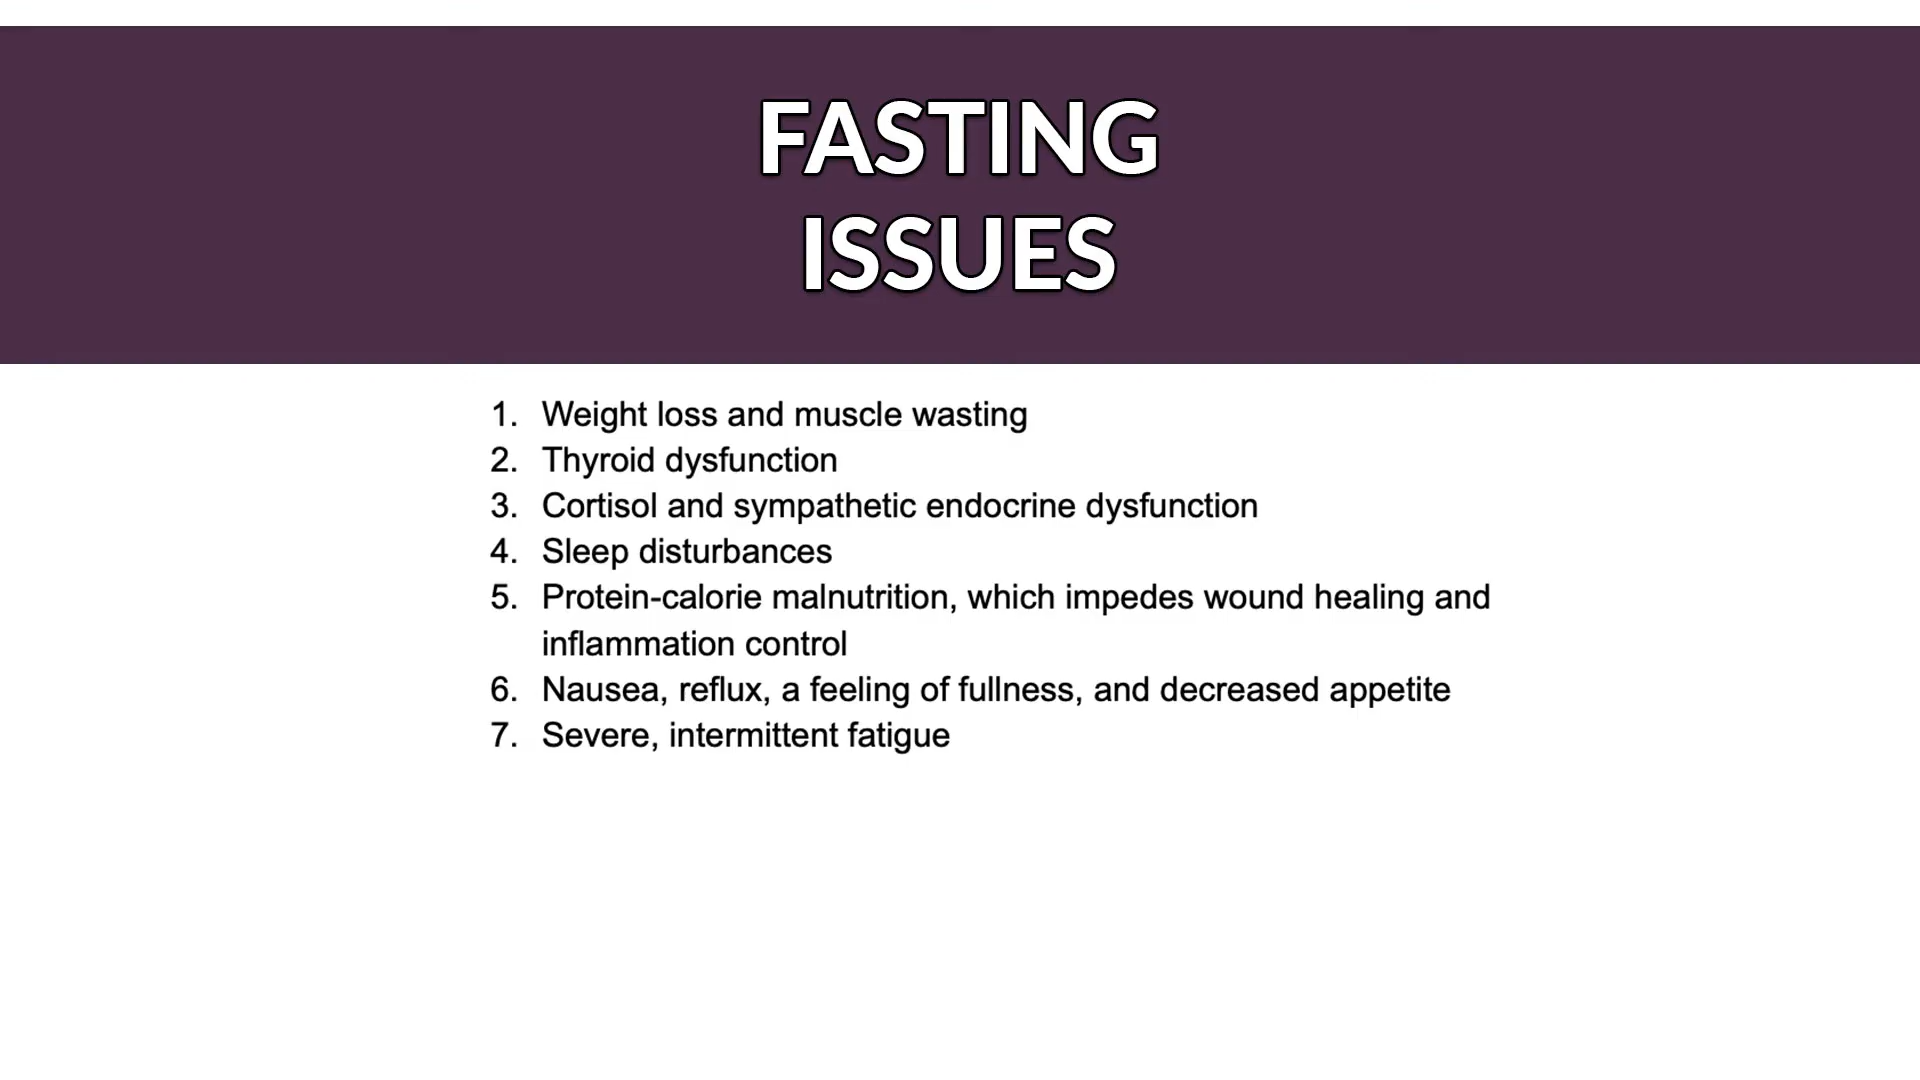 FASTING
ISSUES
1. Weight loss and muscle wasting
2. Thyroid dysfunction
3. Cortisol and sympathetic endocrine dysfunction
4. Sleep disturbances
5. Protein-calorie malnutrition, which impedes wound healing and
inflammation control
6. Nausea, reflux, a feeling of fullness, and decreased appetite
7. Severe, intermittent fatigue